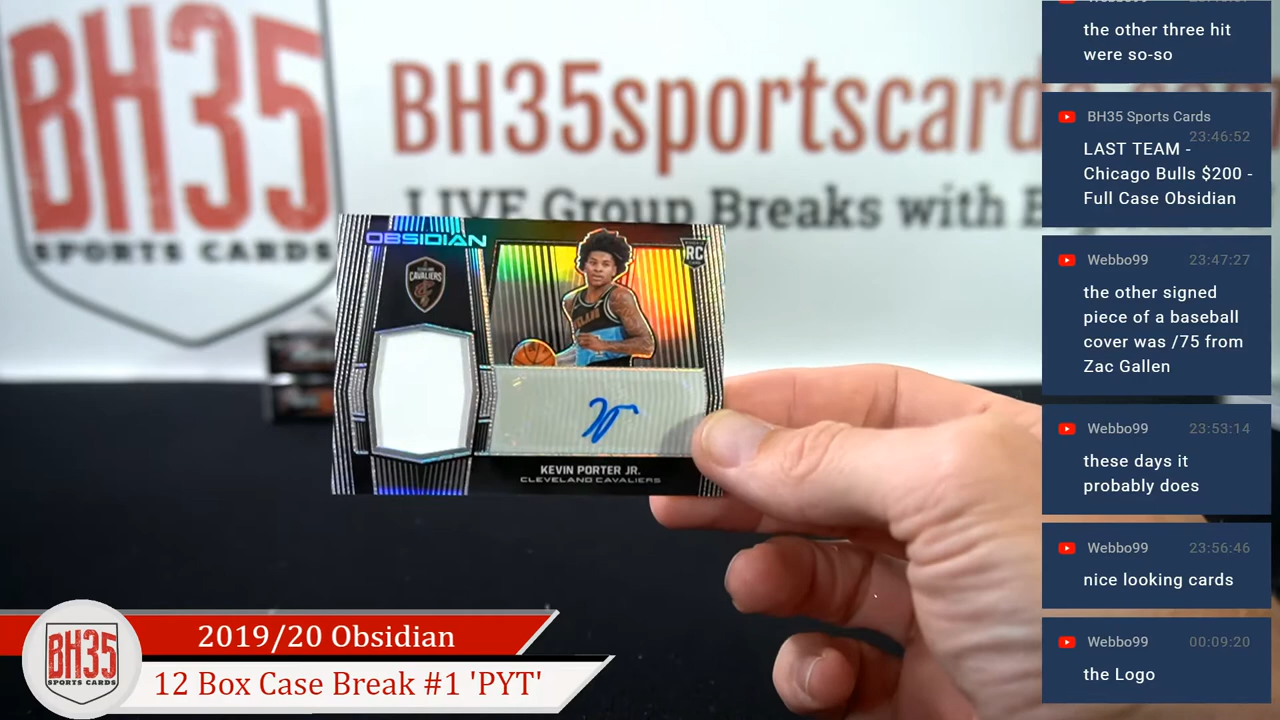 BH35
SPORTS CARDS
BH35sportscard
LIVE Group Breaks with
OBSIDIAN
CLEVELAND
CAVALIERS
RC
KEVIN PORTER JR.
CLEVELAND CAVALIERS
BH35
SPORTS CARDS
2019/20 Obsidian
12 Box Case Break #1 'PYT'
the other three hit
were so-so
BH35 Sports Cards
23:46:52
LAST TEAM -
Chicago Bulls $200 -
Full Case Obsidian
Webbo99 23:47:27
the other signed
piece of a baseball
cover was /75 from
Zac Gallen
Webbo99 23:53:14
these days it
probably does
Webbo99 23:56:46
nice looking cards
Webbo99 00:09:20
the Logo